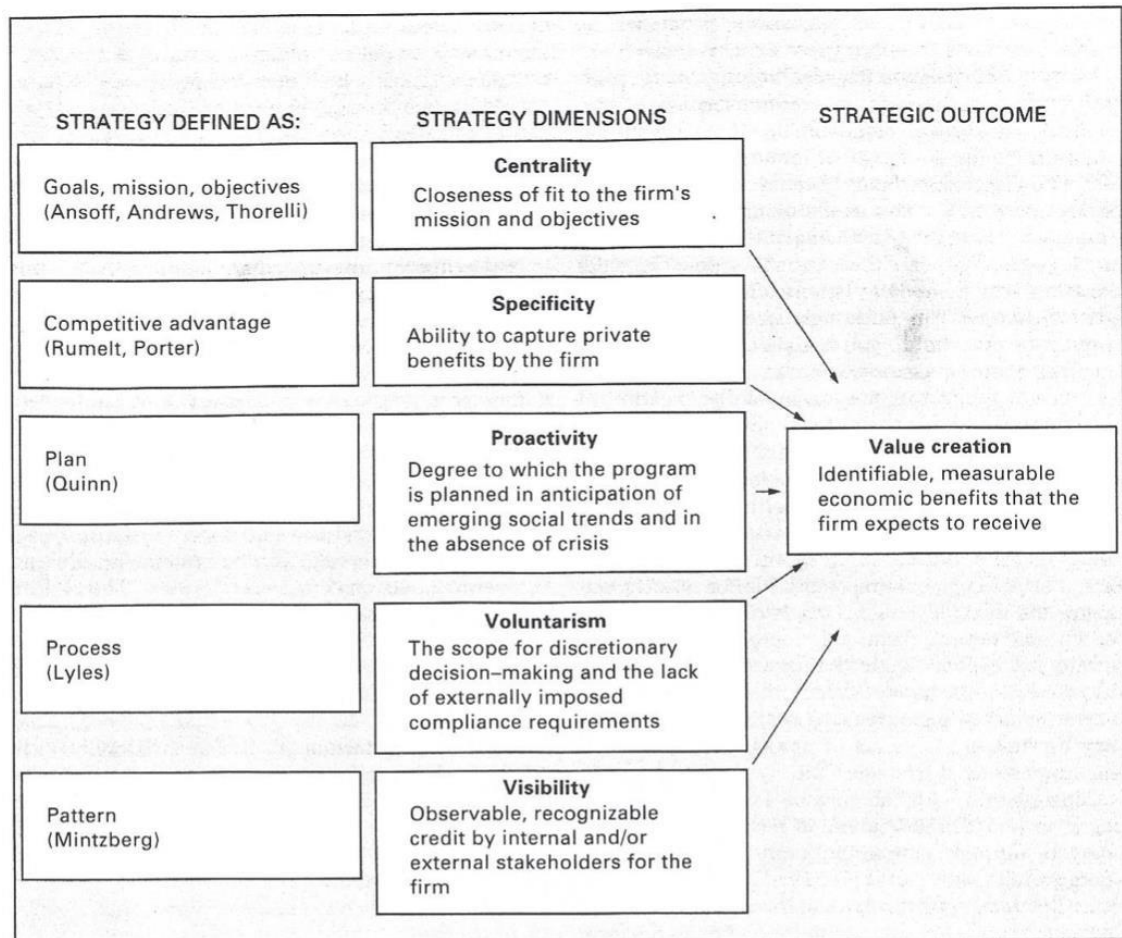 STRATEGY DEFINED AS:
STRATEGY DIMENSIONS
STRATEGIC OUTCOME
Goals, mission, objectives
(Ansoff, Andrews, Thorelli)
Centrality
Closeness of fit to the firm's
mission and objectives
Competitive advantage
(Rumelt, Porter)
Specificity
Ability to capture private
benefits by the firm
Plan
(Quinn)
Proactivity
Degree to which the program
is planned in anticipation of
emerging social trends and in
the absence of crisis
Value creation
Identifiable, measurable
economic benefits that the
firm expects to receive
Process
(Lyles)
Voluntarism
The scope for discretionary
decision–making and the lack
of externally imposed
compliance requirements
Pattern
(Mintzberg)
Visibility
Observable, recognizable
credit by internal and/or
external stakeholders for the
firm